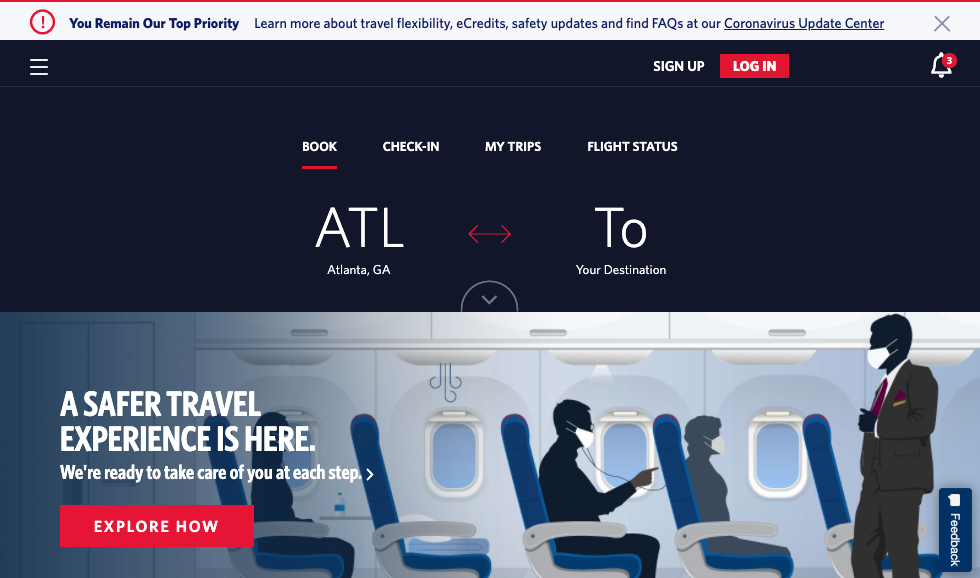 You Remain Our Top Priority Learn more about travel flexibility, eCredits, safety updates and find FAQs at our Coronavirus Update Center
SIGN UP LOG IN 3
BOOK CHECK-IN MY TRIPS FLIGHT STATUS
ATL To
Atlanta, GA Your Destination
A SAFER TRAVEL
EXPERIENCE IS HERE.
We're ready to take care of you at each step.
EXPLORE HOW
Feedback